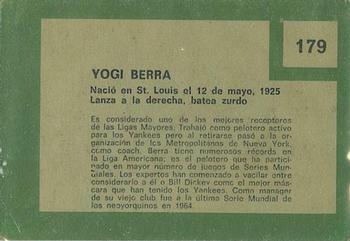 179
YOGI BERRA
Nació en St. Louis el 12 de mayo, 1925
Lanza a la derecha, batea zurdo
Es considerado uno de los mejores receptores
de las Ligas Mayores. Trabajó como pelotero activo
para los Yankees pero al retirarse pasó a la
organización de los Metropolitanos de Nueva York,
como coach. Berra tiene numerosos récords en
la Liga Americana; es el pelotero que ha parti-
cipado en mayor número de juegos de Series Mun-
diales. Los expertos han comenzado a vacilar entre
considerarlo a él o Bill Dickey como el mejor más-
car que han tenido los Yankees. Como manager
de su viejo club fue a la última Serie Mundial de
los neoyorquinos en 1964.